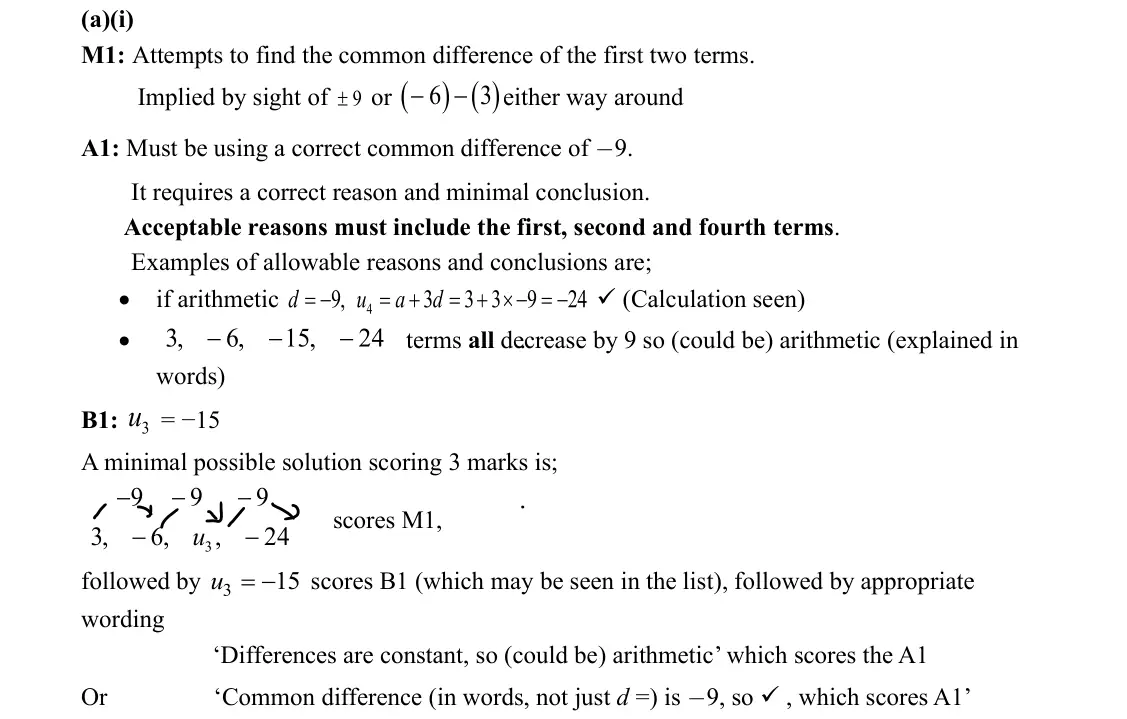 (a)(i)
M1: Attempts to find the common difference of the first two terms.
Implied by sight of ±9 or (−6)−(3) either way around
A1: Must be using a correct common difference of −9.
It requires a correct reason and minimal conclusion.
Acceptable reasons must include the first, second and fourth terms.
Examples of allowable reasons and conclusions are;
• if arithmetic d = −9, u₄ = a + 3d = 3 + 3×−9 = −24 ✓ (Calculation seen)
• 3, −6, −15, −24 terms all decrease by 9 so (could be) arithmetic (explained in
words)
B1: u₃ = −15
A minimal possible solution scoring 3 marks is;
−9 −9 −9
3, −6, u₃, −24 scores M1,
followed by u₃ = −15 scores B1 (which may be seen in the list), followed by appropriate
wording
‘Differences are constant, so (could be) arithmetic’ which scores the A1
Or ‘Common difference (in words, not just d =) is −9, so ✓ , which scores A1’